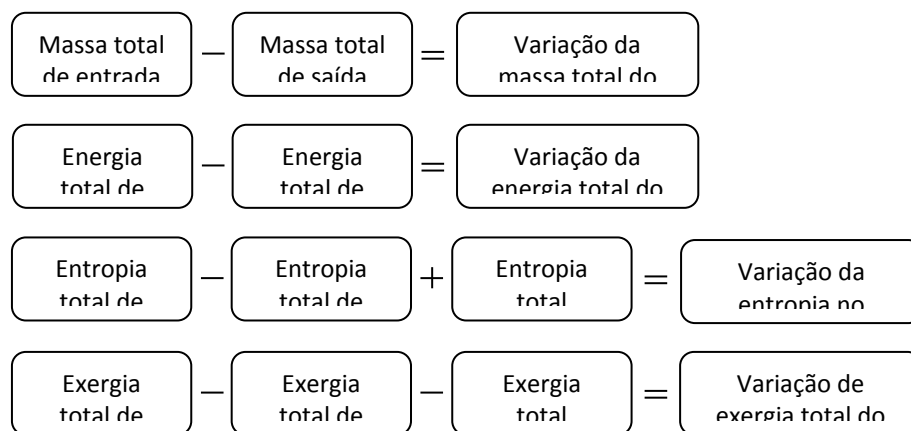 Massa total − Massa total = Variação da
de entrada de saída massa total do
Energia − Energia = Variação da
total de total de energia total do
Entropia − Entropia + Entropia = Variação da
total de total de total entropia no
Exergia − Exergia − Exergia = Variação de
total de total de total exergia total do